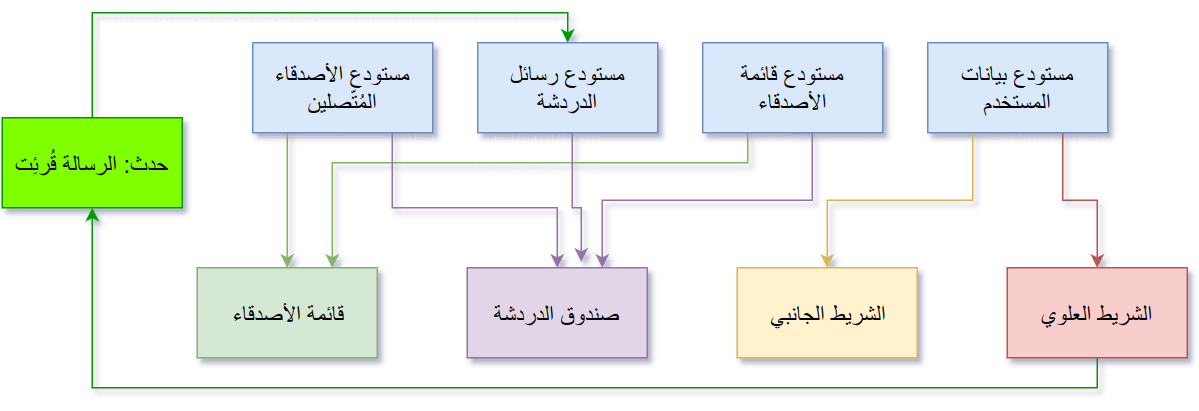 مستودع بيانات
المستخدم
مستودع قائمة
الأصدقاء
مستودع رسائل
الدردشة
مستودع الأصدقاء
المُتّصلين
حدث: الرسالة قُرئِت
الشريط العلوي
الشريط الجانبي
صندوق الدردشة
قائمة الأصدقاء